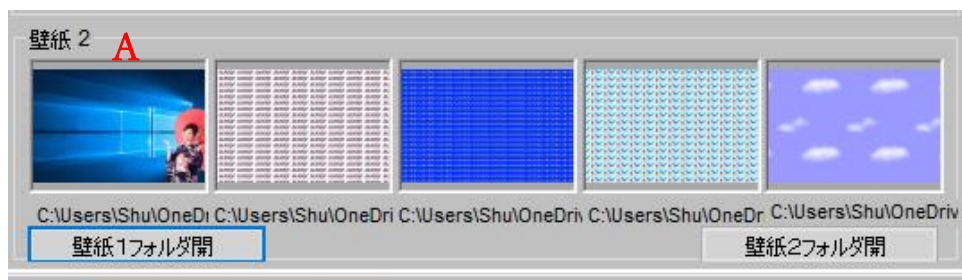 壁紙 2
A
C:\Users\Shu\OneDri C:\Users\Shu\OneDri C:\Users\Shu\OneDriv C:\Users\Shu\OneDr C:\Users\Shu\OneDriv
壁紙1フォルダ開 壁紙2フォルダ開